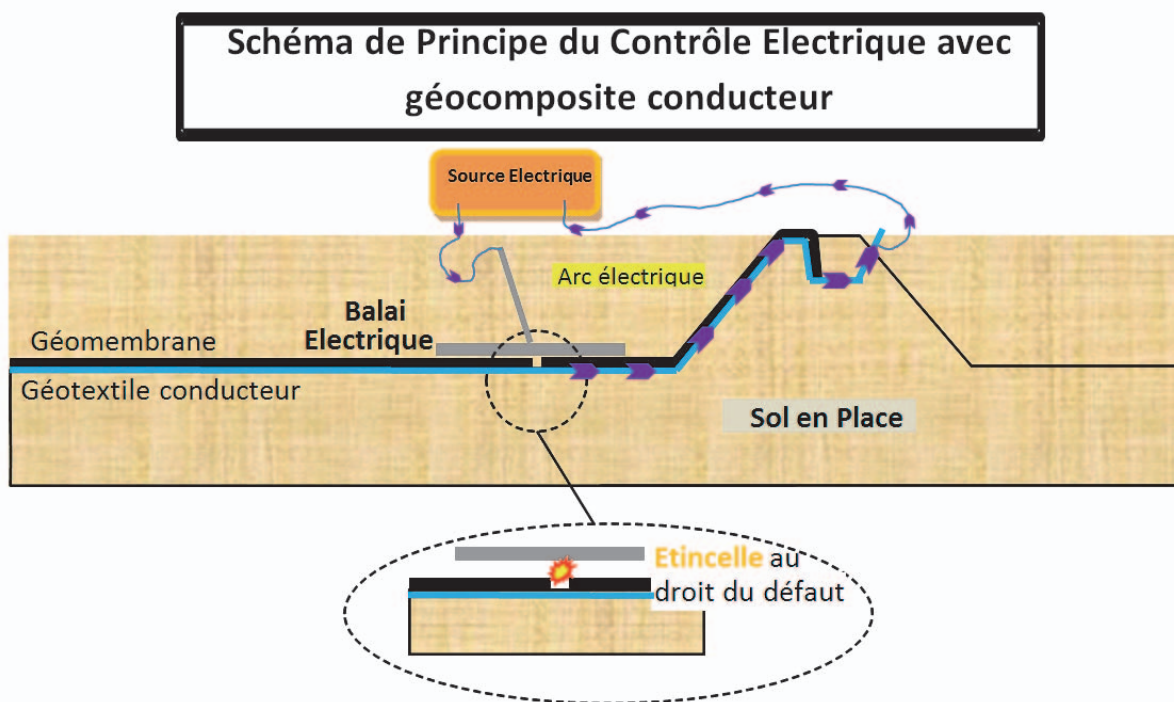 Schéma de Principe du Contrôle Electrique avec
géocomposite conducteur
Source Electrique
Arc électrique
Balai
Electrique
Géomembrane
Géotextile conducteur
Sol en Place
Etincelle au
droit du défaut